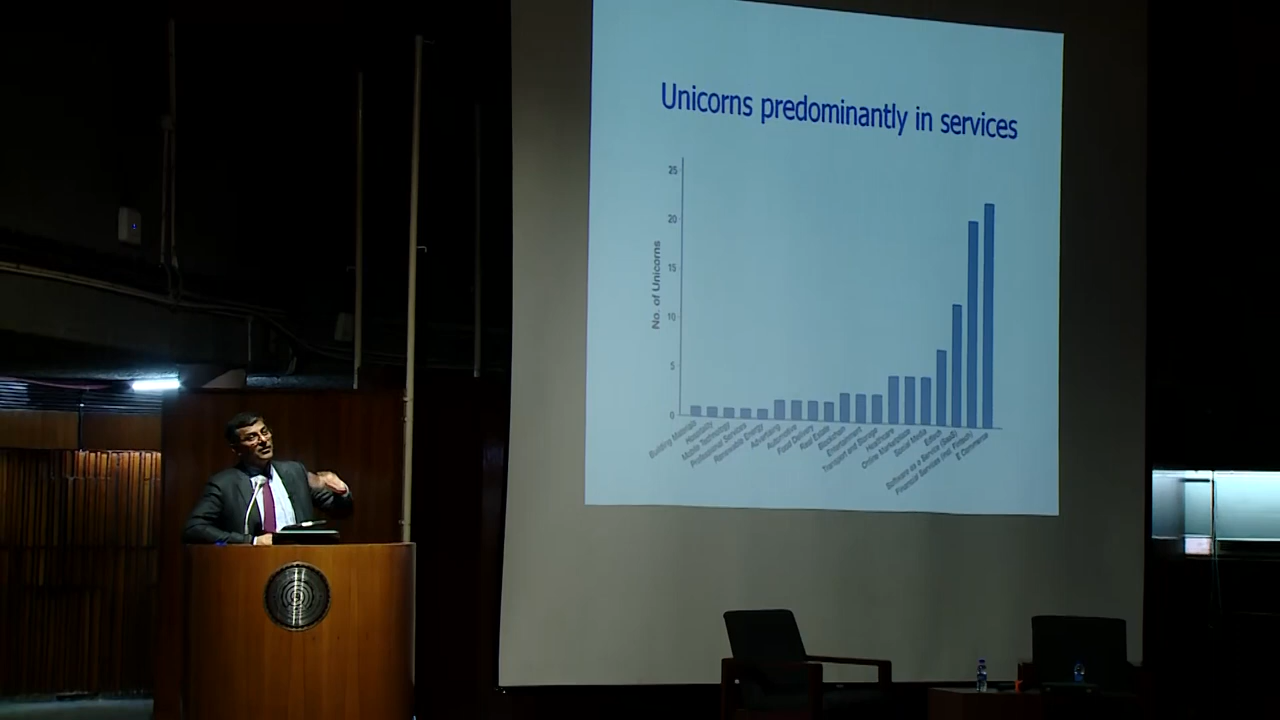 Unicorns predominantly in services
No. of Unicorns
25
20
15
10
5
0
Building Materials
Hospitality
Mobile Technology
Professional Services
Renewable Energy
Advertising
Automotive
Food Delivery
Real Estate
Blockchain
Entertainment
Transport and Storage
Healthcare
Online Marketplace
Social Media
Edtech
Software as a Service (SaaS)
Financial Services (incl. Fintech)
E Commerce